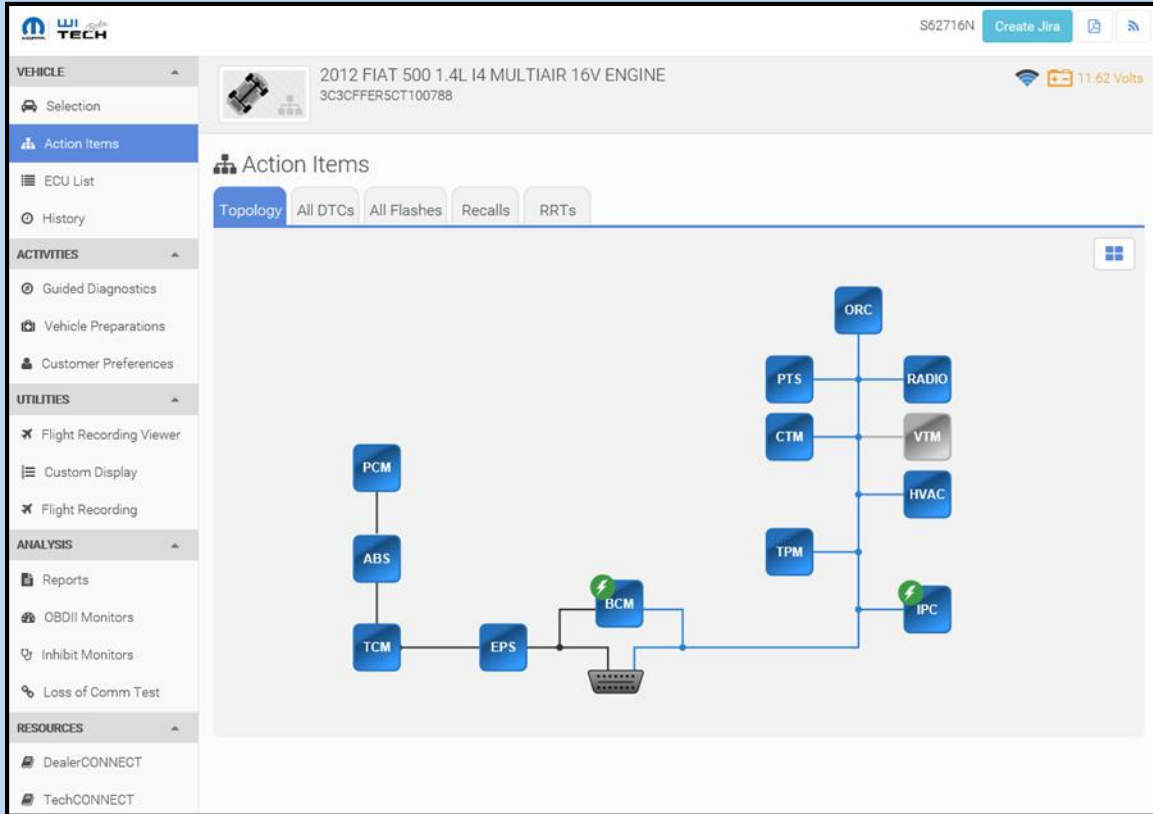 MOPAR WI TECH
S62716N Create Jira
VEHICLE
Selection
Action Items
ECU List
History
ACTIVITIES
Guided Diagnostics
Vehicle Preparations
Customer Preferences
UTILITIES
Flight Recording Viewer
Custom Display
Flight Recording
ANALYSIS
Reports
OBDII Monitors
Inhibit Monitors
Loss of Comm Test
RESOURCES
DealerCONNECT
TechCONNECT
2012 FIAT 500 1.4L I4 MULTIAIR 16V ENGINE
3C3CFFER5CT100788
11.62 Volts
Action Items
Topology All DTCs All Flashes Recalls RRTs
ORC
PTS RADIO
CTM VTM
PCM
HVAC
ABS TPM
BCM IPC
TCM EPS